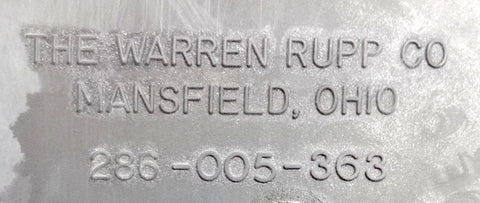 THE WARREN RUPP CO
MANSFIELD, OHIO
286-005-363